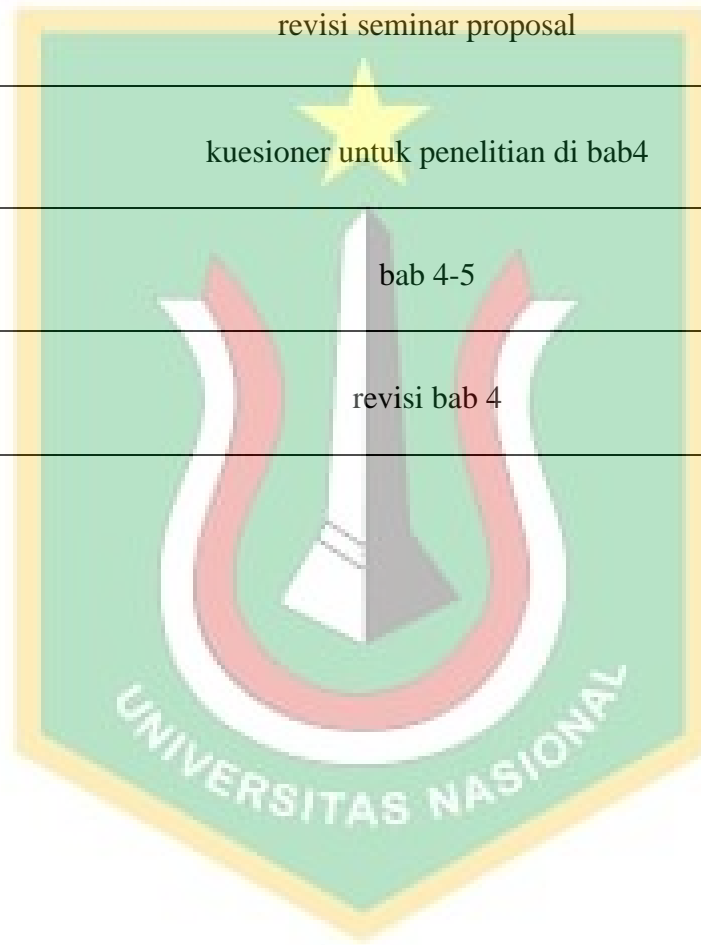 revisi seminar proposal
kuesioner untuk penelitian di bab4
bab 4-5
revisi bab 4
UNIVERSITAS NASIONAL